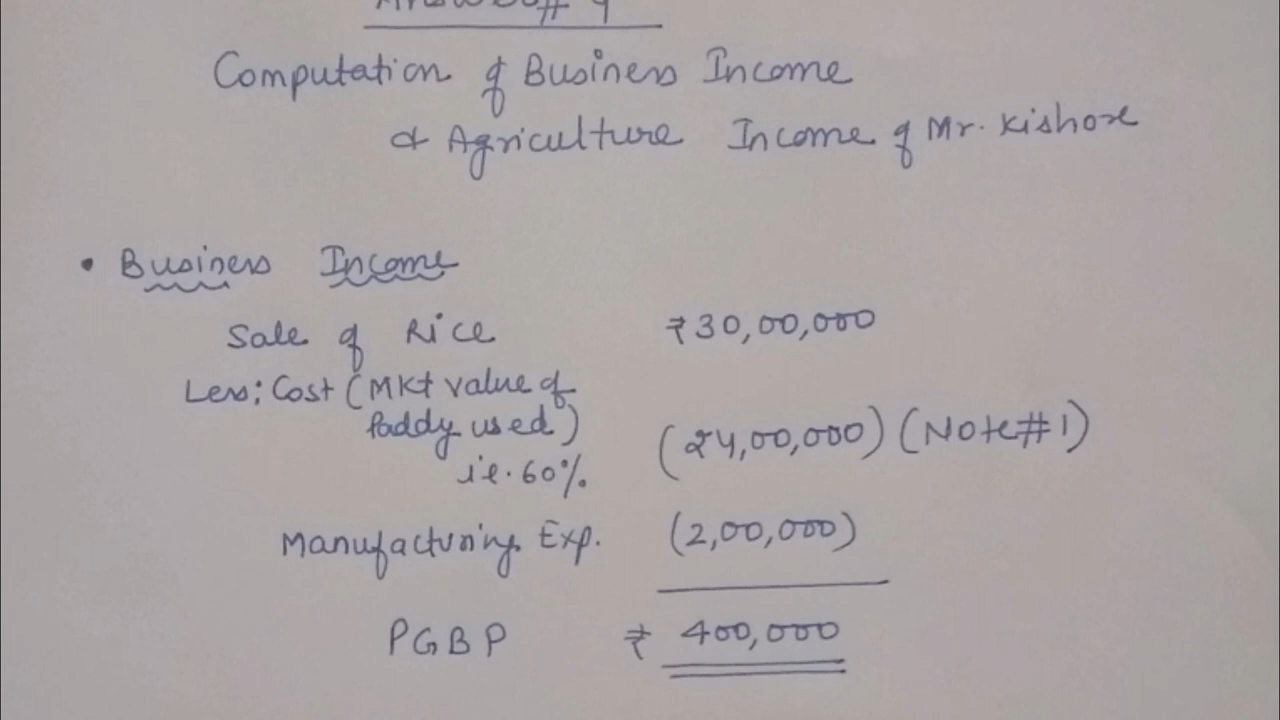 Answer # 9
Computation of Business Income
& Agriculture Income of Mr. Kishore
• Business Income
Sale of Rice ₹30,00,000
Less: Cost (Mkt value of
Paddy used) (24,00,000) (Note#1)
i.e. 60%
Manufacturing Exp. (2,00,000)
PGBP ₹ 400,000